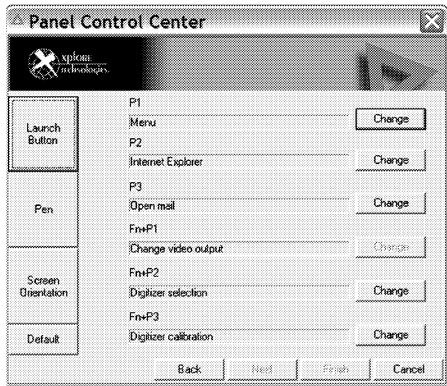 Panel Control Center
Xplore
Technologies
Launch
Button
Pen
Screen
Orientation
Default
P1
Menu
Change
P2
Internet Explorer
Change
P3
Open mail
Change
Fn+P1
Change video output
Change
Fn+P2
Digitizer selection
Change
Fn+P3
Digitizer calibration
Change
Back
Next
Finish
Cancel